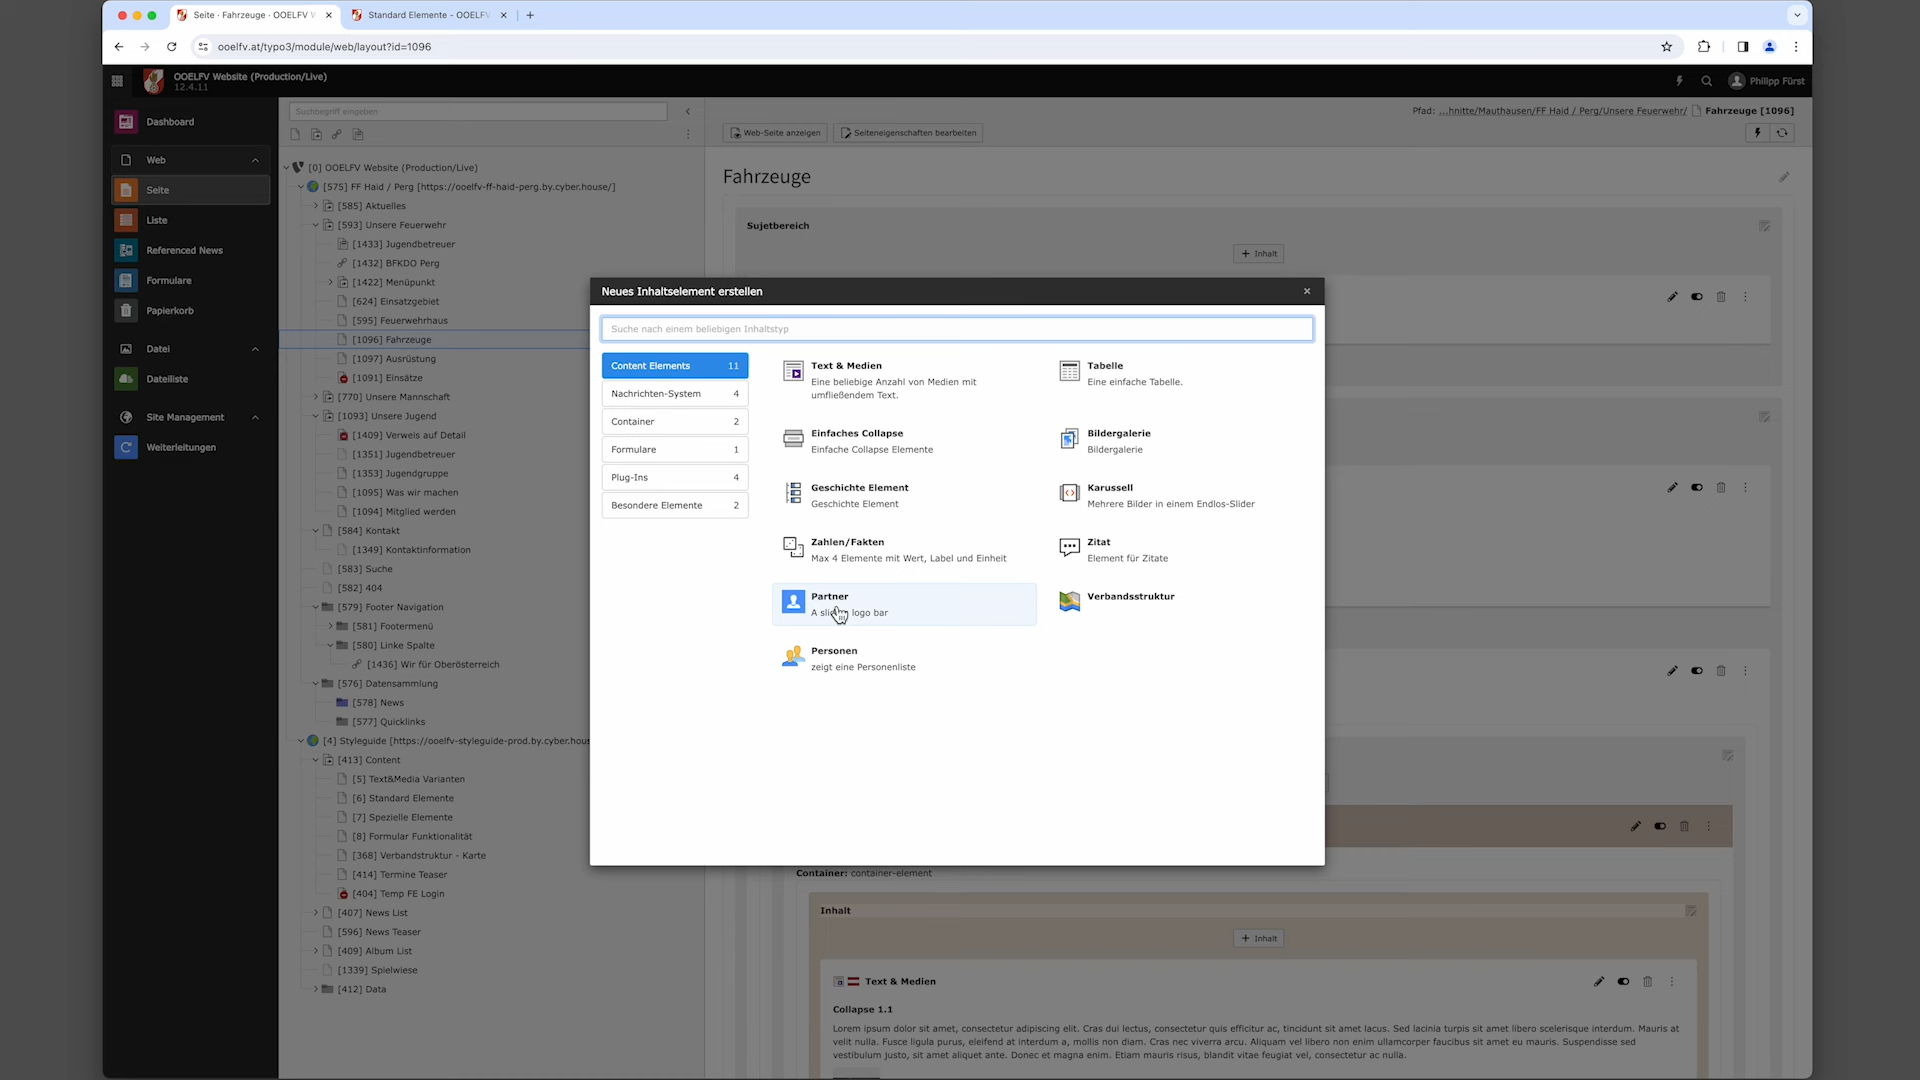 Seite · Fahrzeuge · OOELFV W
Standard Elemente - OOELFV
ooelfv.at/typo3/module/web/layout?id=1096
OOELFV Website (Production/Live)
12.4.11
Philipp Fürst
Dashboard
Web
Seite
Liste
Referenced News
Formulare
Papierkorb
Datei
Dateiliste
Site Management
Weiterleitungen
Suchbegriff eingeben
[0] OOELFV Website (Production/Live)
[575] FF Haid / Perg [https://ooelfv-ff-haid-perg.by.cyber.house/]
[585] Aktuelles
[593] Unsere Feuerwehr
[1433] Jugendbetreuer
[1432] BFKDO Perg
[1422] Menüpunkt
[624] Einsatzgebiet
[595] Feuerwehrhaus
[1096] Fahrzeuge
[1097] Ausrüstung
[1091] Einsätze
[770] Unsere Mannschaft
[1093] Unsere Jugend
[1409] Verweis auf Detail
[1351] Jugendbetreuer
[1353] Jugendgruppe
[1095] Was wir machen
[1094] Mitglied werden
[584] Kontakt
[1349] Kontaktinformation
[583] Suche
[582] 404
[579] Footer Navigation
[581] Footermenü
[580] Linke Spalte
[1436] Wir für Oberösterreich
[576] Datensammlung
[578] News
[577] Quicklinks
[4] Styleguide [https://ooelfv-styleguide-prod.by.cyber.hous
[413] Content
[5] Text&Media Varianten
[6] Standard Elemente
[7] Spezielle Elemente
[8] Formular Funktionalität
[368] Verbandstruktur - Karte
[414] Termine Teaser
[404] Temp FE Login
[407] News List
[596] News Teaser
[409] Album List
[1339] Spielwiese
[412] Data
Pfad: ...hnitte/Mauthausen/FF Haid / Perg/Unsere Feuerwehr/ Fahrzeuge [1096]
Web-Seite anzeigen
Seiteneigenschaften bearbeiten
Fahrzeuge
Sujetbereich
+ Inhalt
Neues Inhaltselement erstellen
Suche nach einem beliebigen Inhaltstyp
Content Elements 11
Nachrichten-System 4
Container 2
Formulare 1
Plug-Ins 4
Besondere Elemente 2
Text & Medien
Eine beliebige Anzahl von Medien mit
umfließendem Text.
Tabelle
Eine einfache Tabelle.
Einfaches Collapse
Einfache Collapse Elemente
Bildergalerie
Bildergalerie
Geschichte Element
Geschichte Element
Karussell
Mehrere Bilder in einem Endlos-Slider
Zahlen/Fakten
Max 4 Elemente mit Wert, Label und Einheit
Zitat
Element für Zitate
Partner
A logo bar
Verbandsstruktur
Personen
zeigt eine Personenliste
Container: container-element
Inhalt
+ Inhalt
Text & Medien
Collapse 1.1
Lorem ipsum dolor sit amet, consectetur adipiscing elit. Cras dui lectus, consectetur quis efficitur ac, tincidunt sit amet lacus. Sed lacinia turpis sit amet libero scelerisque interdum. Mauris at
velit nulla. Fusce ligula purus, eleifend at interdum a, mollis non diam. Cras nec viverra arcu. Aliquam vel libero non enim ullamcorper faucibus sit amet eu mauris. Suspendisse sed
vestibulum justo, sit amet aliquet ante. Donec et magna enim. Etiam mauris risus, blandit vitae feugiat vel, consectetur ac nulla.